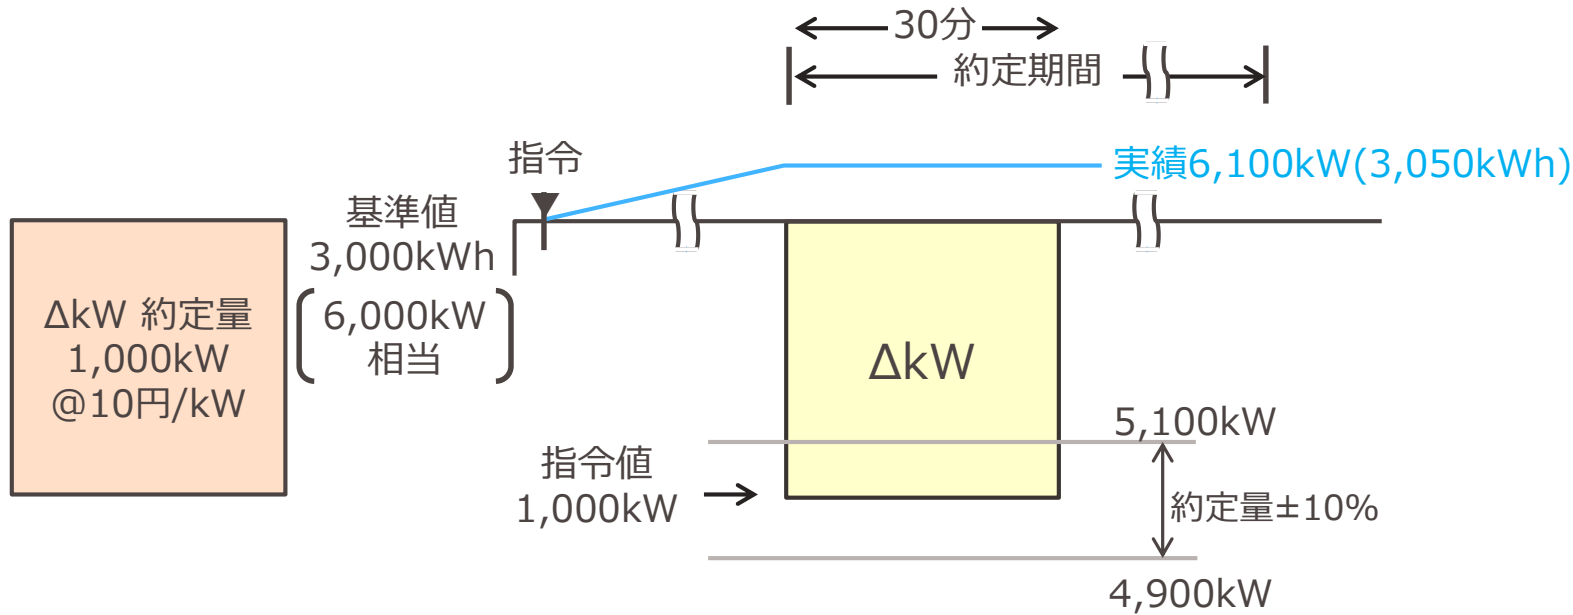 30分
約定期間
指令
実績6,100kW(3,050kWh)
基準値
3,000kWh
6,000kW
相当
ΔkW 約定量
1,000kW
@10円/kW
ΔkW
5,100kW
指令値
1,000kW
約定量±10%
4,900kW